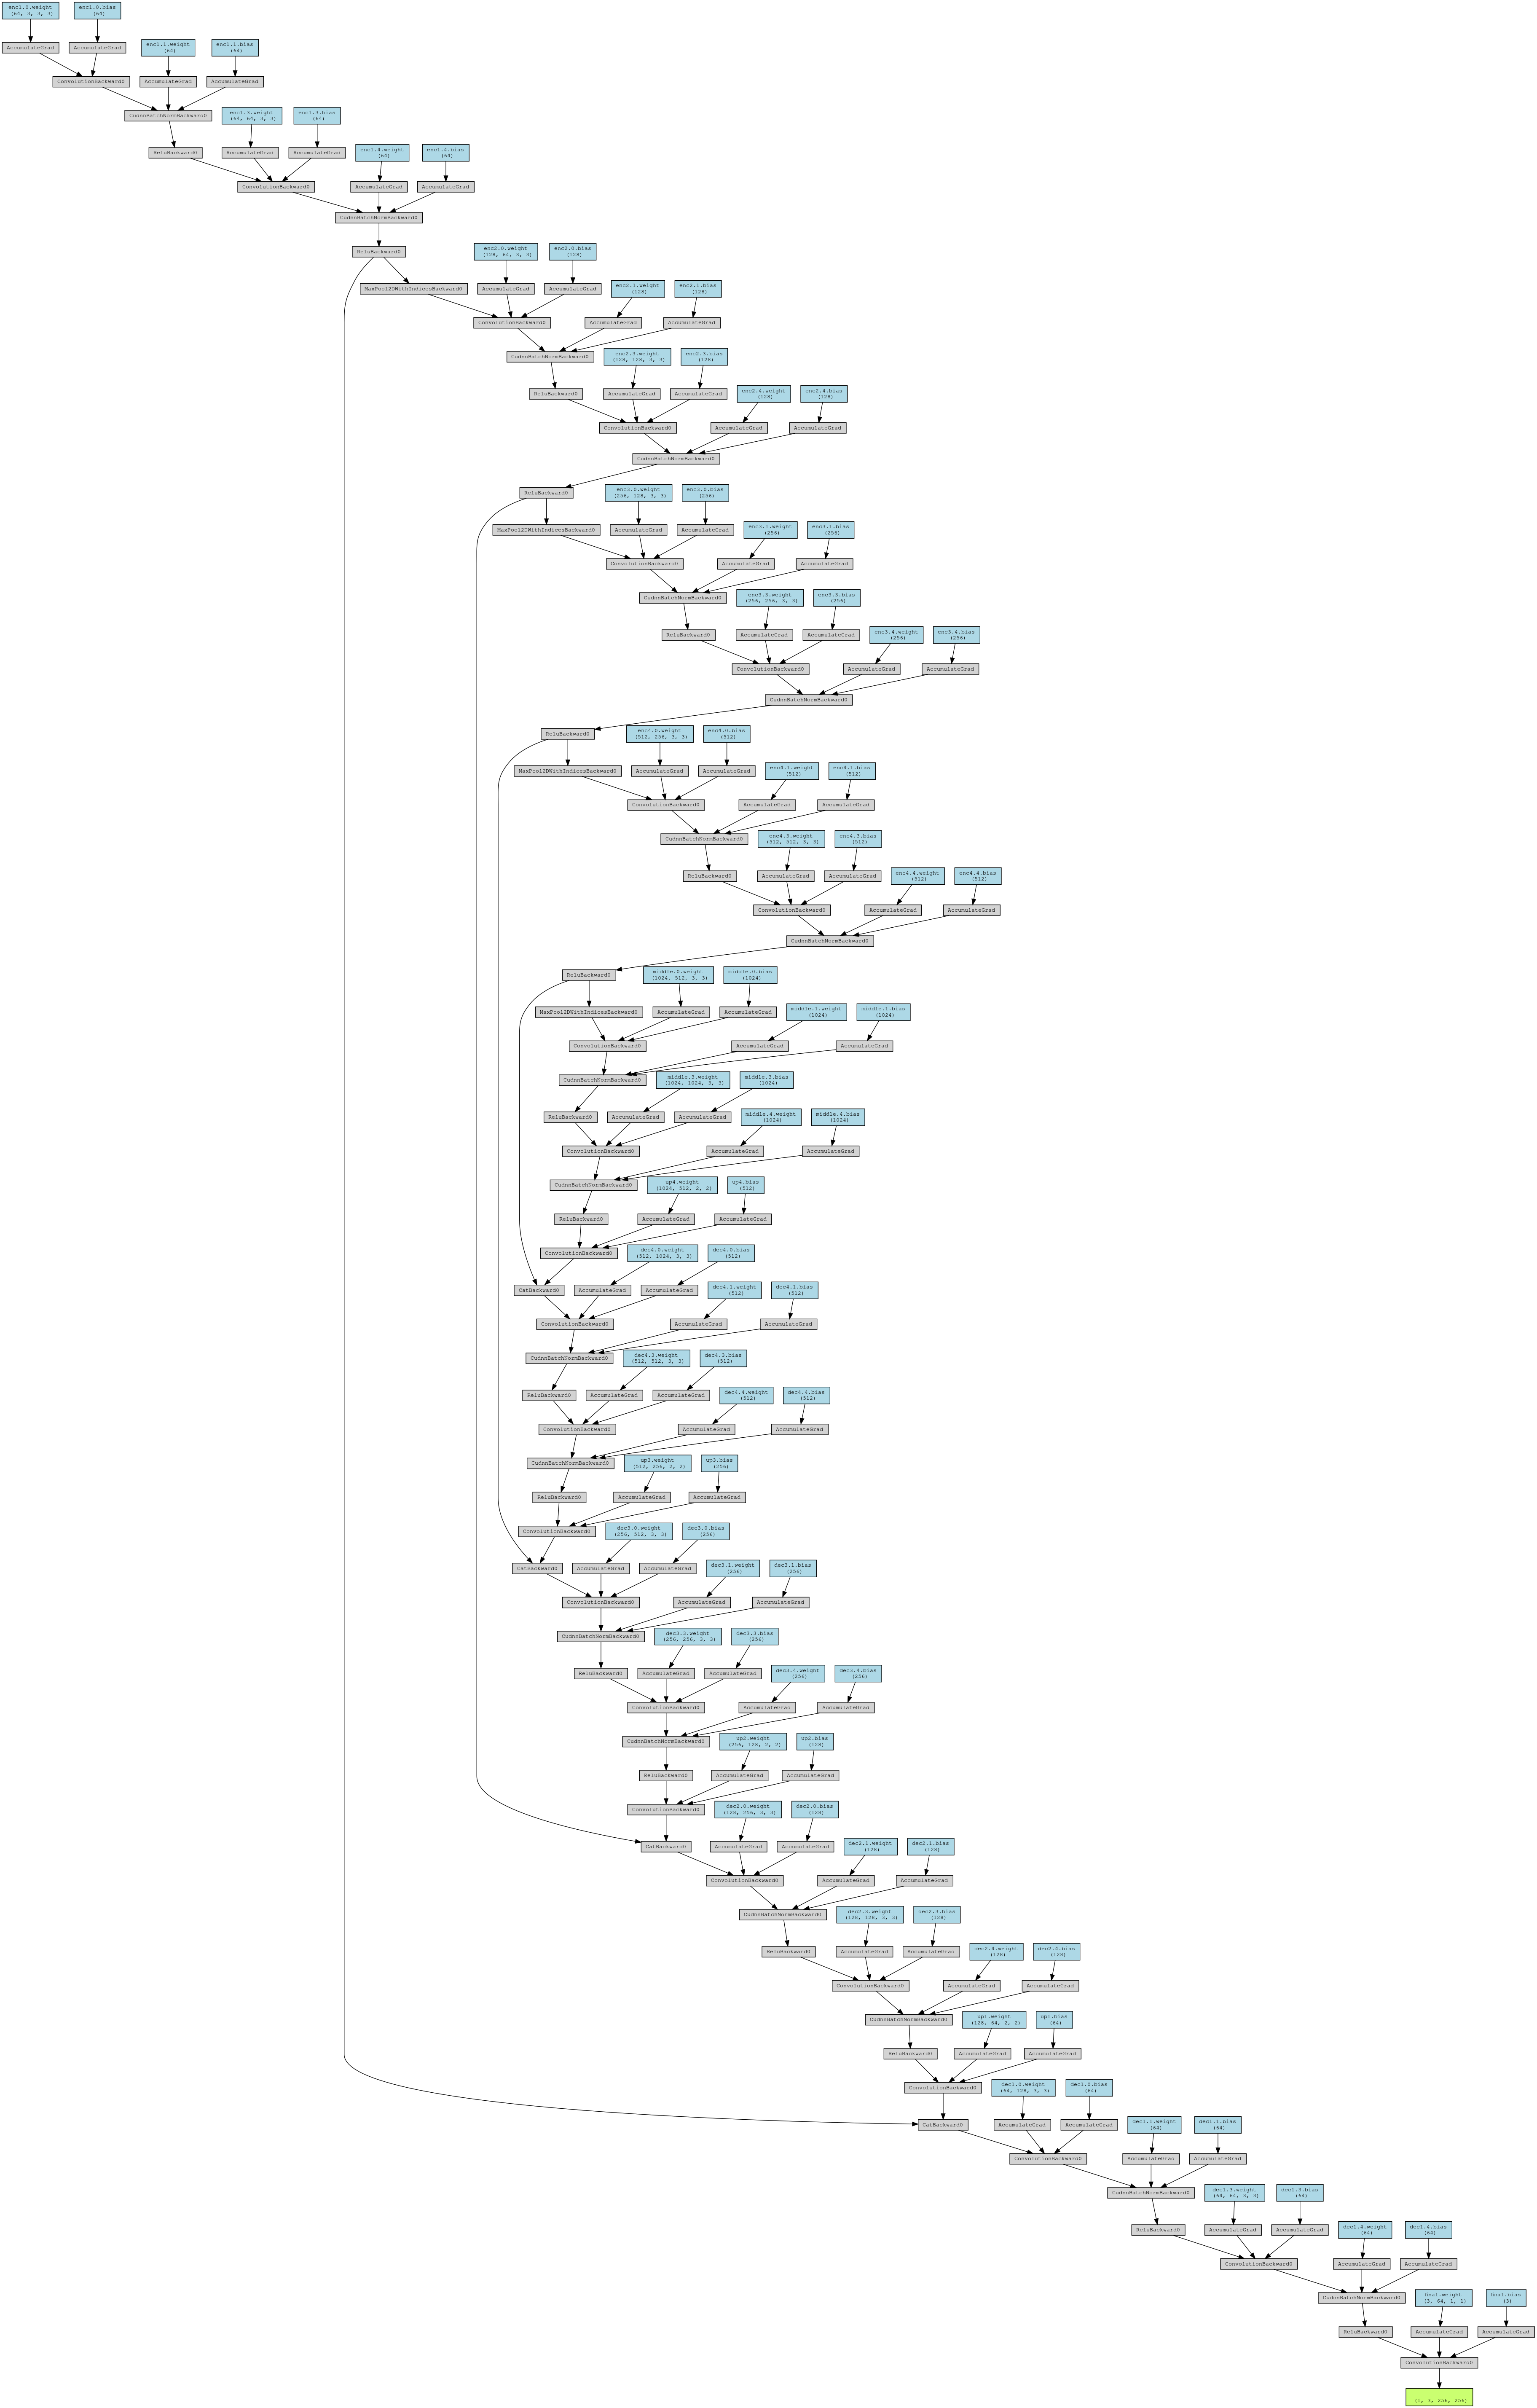 enc1.0.weight
(64, 3, 3, 3)
enc1.0.bias
(64)
AccumulateGrad
AccumulateGrad
enc1.1.weight
(64)
enc1.1.bias
(64)
ConvolutionBackward0
AccumulateGrad
AccumulateGrad
CudnnBatchNormBackward0
enc1.3.weight
(64, 64, 3, 3)
enc1.3.bias
(64)
ReluBackward0
AccumulateGrad
AccumulateGrad
enc1.4.weight
(64)
enc1.4.bias
(64)
ConvolutionBackward0
AccumulateGrad
AccumulateGrad
CudnnBatchNormBackward0
ReluBackward0
enc2.0.weight
(128, 64, 3, 3)
enc2.0.bias
(128)
MaxPool2DWithIndicesBackward0
AccumulateGrad
AccumulateGrad
enc2.1.weight
(128)
enc2.1.bias
(128)
ConvolutionBackward0
AccumulateGrad
AccumulateGrad
CudnnBatchNormBackward0
enc2.3.weight
(128, 128, 3, 3)
enc2.3.bias
(128)
ReluBackward0
AccumulateGrad
AccumulateGrad
enc2.4.weight
(128)
enc2.4.bias
(128)
ConvolutionBackward0
AccumulateGrad
AccumulateGrad
CudnnBatchNormBackward0
ReluBackward0
enc3.0.weight
(256, 128, 3, 3)
enc3.0.bias
(256)
MaxPool2DWithIndicesBackward0
AccumulateGrad
AccumulateGrad
enc3.1.weight
(256)
enc3.1.bias
(256)
ConvolutionBackward0
AccumulateGrad
AccumulateGrad
CudnnBatchNormBackward0
enc3.3.weight
(256, 256, 3, 3)
enc3.3.bias
(256)
ReluBackward0
AccumulateGrad
AccumulateGrad
enc3.4.weight
(256)
enc3.4.bias
(256)
ConvolutionBackward0
AccumulateGrad
AccumulateGrad
CudnnBatchNormBackward0
ReluBackward0
enc4.0.weight
(512, 256, 3, 3)
enc4.0.bias
(512)
MaxPool2DWithIndicesBackward0
AccumulateGrad
AccumulateGrad
enc4.1.weight
(512)
enc4.1.bias
(512)
ConvolutionBackward0
AccumulateGrad
AccumulateGrad
CudnnBatchNormBackward0
enc4.3.weight
(512, 512, 3, 3)
enc4.3.bias
(512)
ReluBackward0
AccumulateGrad
AccumulateGrad
enc4.4.weight
(512)
enc4.4.bias
(512)
ConvolutionBackward0
AccumulateGrad
AccumulateGrad
CudnnBatchNormBackward0
ReluBackward0
middle.0.weight
(1024, 512, 3, 3)
middle.0.bias
(1024)
MaxPool2DWithIndicesBackward0
AccumulateGrad
AccumulateGrad
middle.1.weight
(1024)
middle.1.bias
(1024)
ConvolutionBackward0
AccumulateGrad
AccumulateGrad
CudnnBatchNormBackward0
middle.3.weight
(1024, 1024, 3, 3)
middle.3.bias
(1024)
ReluBackward0
AccumulateGrad
AccumulateGrad
middle.4.weight
(1024)
middle.4.bias
(1024)
ConvolutionBackward0
AccumulateGrad
AccumulateGrad
CudnnBatchNormBackward0
up4.weight
(1024, 512, 2, 2)
up4.bias
(512)
ReluBackward0
AccumulateGrad
AccumulateGrad
ConvolutionBackward0
dec4.0.weight
(512, 1024, 3, 3)
dec4.0.bias
(512)
CatBackward0
AccumulateGrad
AccumulateGrad
dec4.1.weight
(512)
dec4.1.bias
(512)
ConvolutionBackward0
AccumulateGrad
AccumulateGrad
CudnnBatchNormBackward0
dec4.3.weight
(512, 512, 3, 3)
dec4.3.bias
(512)
ReluBackward0
AccumulateGrad
AccumulateGrad
dec4.4.weight
(512)
dec4.4.bias
(512)
ConvolutionBackward0
AccumulateGrad
AccumulateGrad
CudnnBatchNormBackward0
up3.weight
(512, 256, 2, 2)
up3.bias
(256)
ReluBackward0
AccumulateGrad
AccumulateGrad
ConvolutionBackward0
dec3.0.weight
(256, 512, 3, 3)
dec3.0.bias
(256)
CatBackward0
AccumulateGrad
AccumulateGrad
dec3.1.weight
(256)
dec3.1.bias
(256)
ConvolutionBackward0
AccumulateGrad
AccumulateGrad
CudnnBatchNormBackward0
dec3.3.weight
(256, 256, 3, 3)
dec3.3.bias
(256)
ReluBackward0
AccumulateGrad
AccumulateGrad
dec3.4.weight
(256)
dec3.4.bias
(256)
ConvolutionBackward0
AccumulateGrad
AccumulateGrad
CudnnBatchNormBackward0
up2.weight
(256, 128, 2, 2)
up2.bias
(128)
ReluBackward0
AccumulateGrad
AccumulateGrad
ConvolutionBackward0
dec2.0.weight
(128, 256, 3, 3)
dec2.0.bias
(128)
CatBackward0
AccumulateGrad
AccumulateGrad
dec2.1.weight
(128)
dec2.1.bias
(128)
ConvolutionBackward0
AccumulateGrad
AccumulateGrad
CudnnBatchNormBackward0
dec2.3.weight
(128, 128, 3, 3)
dec2.3.bias
(128)
ReluBackward0
AccumulateGrad
AccumulateGrad
dec2.4.weight
(128)
dec2.4.bias
(128)
ConvolutionBackward0
AccumulateGrad
AccumulateGrad
CudnnBatchNormBackward0
up1.weight
(128, 64, 2, 2)
up1.bias
(64)
ReluBackward0
AccumulateGrad
AccumulateGrad
ConvolutionBackward0
dec1.0.weight
(64, 128, 3, 3)
dec1.0.bias
(64)
CatBackward0
AccumulateGrad
AccumulateGrad
dec1.1.weight
(64)
dec1.1.bias
(64)
ConvolutionBackward0
AccumulateGrad
AccumulateGrad
CudnnBatchNormBackward0
dec1.3.weight
(64, 64, 3, 3)
dec1.3.bias
(64)
ReluBackward0
AccumulateGrad
AccumulateGrad
dec1.4.weight
(64)
dec1.4.bias
(64)
ConvolutionBackward0
AccumulateGrad
AccumulateGrad
CudnnBatchNormBackward0
final.weight
(3, 64, 1, 1)
final.bias
(3)
ReluBackward0
AccumulateGrad
AccumulateGrad
ConvolutionBackward0
(1, 3, 256, 256)